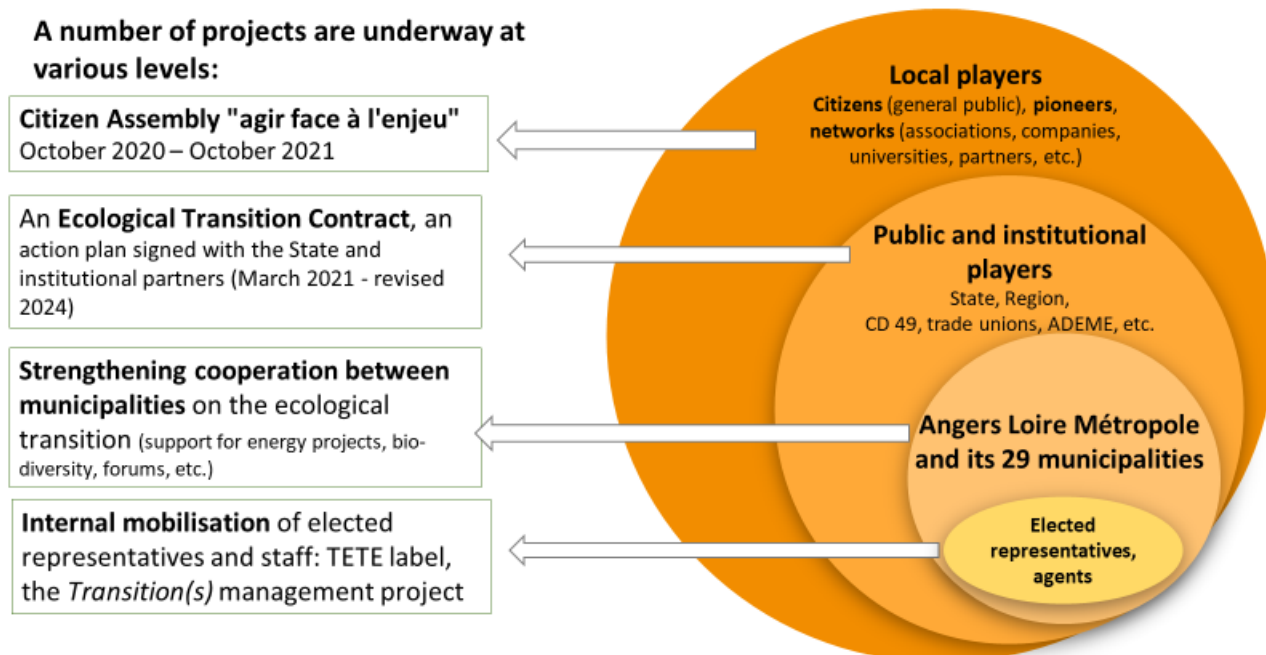 A number of projects are underway at
various levels:
Citizen Assembly "agir face à l'enjeu"
October 2020 – October 2021
An Ecological Transition Contract, an
action plan signed with the State and
institutional partners (March 2021 - revised
2024)
Strengthening cooperation between
municipalities on the ecological
transition (support for energy projects, bio-
diversity, forums, etc.)
Internal mobilisation of elected
representatives and staff: TETE label,
the Transition(s) management project
Local players
Citizens (general public), pioneers,
networks (associations, companies,
universities, partners, etc.)
Public and institutional
players
State, Region,
CD 49, trade unions, ADEME, etc.
Angers Loire Métropole
and its 29 municipalities
Elected
representatives,
agents